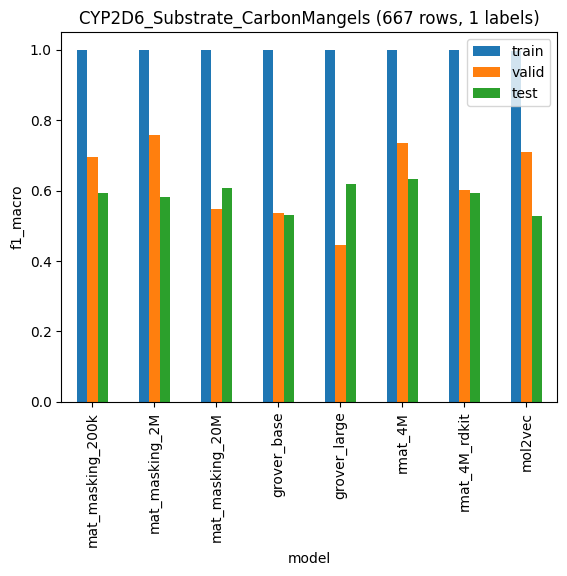 CYP2D6_Substrate_CarbonMangels (667 rows, 1 labels)
train
valid
test
f1_macro
1.0
0.8
0.6
0.4
0.2
0.0
mat_masking_200k
mat_masking_2M
mat_masking_20M
grover_base
grover_large
rmat_4M
rmat_4M_rdkit
mol2vec
model